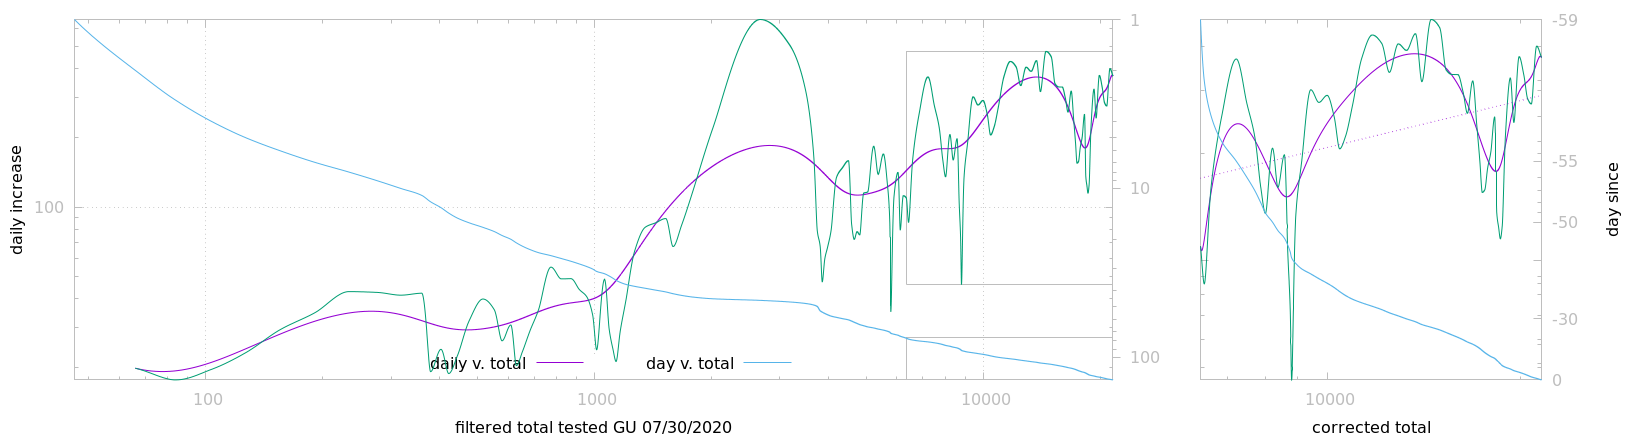 1
-59
daily increase
100
10
100
-55
-50
-30
0
day since
daily v. total
day v. total
100
1000
10000
10000
filtered total tested GU 07/30/2020
corrected total